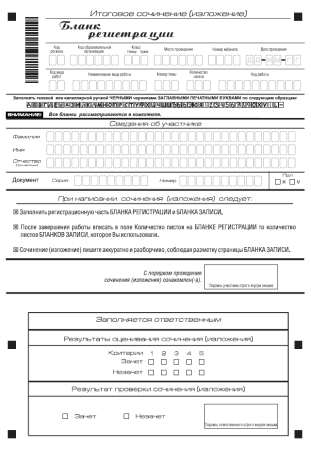 Итоговое сочинение (изложение)
Бланк
регистрации
Код региона Код образовательной организации Класс Номер Буква Место проведения Номер кабинета Дата проведения
Код вида работ Наименование вида работы Номер темы Количество бланков Код работы
Заполнять гелевой или капиллярной ручкой ЧЕРНЫМИ чернилами ЗАГЛАВНЫМИ ПЕЧАТНЫМИ БУКВАМИ по следующим образцам:
ВНИМАНИЕ! Все бланки рассматриваются в комплекте.
Сведения об участнике
Фамилия
Имя
Отчество
Документ Серия Номер Пол Ж М
При написании сочинения (изложения) следует:
Заполнять регистрационную часть БЛАНКА РЕГИСТРАЦИИ и БЛАНКА ЗАПИСИ,
После завершения работы вписать в поле Количество листов на БЛАНКЕ РЕГИСТРАЦИИ то количество
листов БЛАНКОВ ЗАПИСИ, которое Вы использовали.
Сочинение (изложение) пишите аккуратно и разборчиво, соблюдая разметку страницы БЛАНКА ЗАПИСИ.
С порядком проведения
сочинения (изложения) ознакомлен(-а).
Подпись участника строго внутри окошка
Заполняется ответственным
Результаты оценивания сочинения (изложения)
Критерии 1 2 3 4 5
Зачет
Незачет
Результат проверки сочинения (изложения)
Зачет Незачет
Подпись ответственного строго внутри окошка